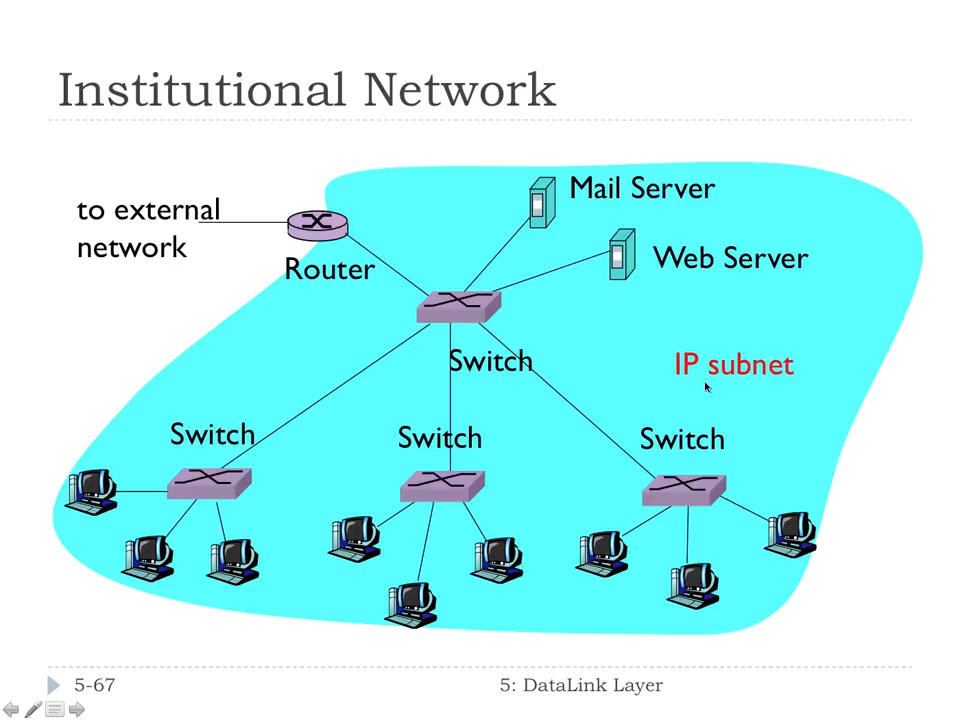 Institutional Network
to external
network
Router
Mail Server
Web Server
Switch
IP subnet
Switch
Switch
Switch
5-67
5: DataLink Layer